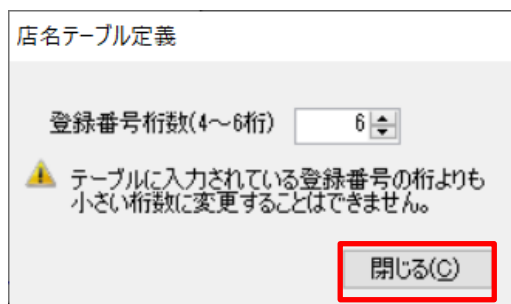 店名テーブル定義
登録番号桁数(4～6桁) 6
テーブルに入力されている登録番号の桁よりも
小さい桁数に変更することはできません。
閉じる(C)